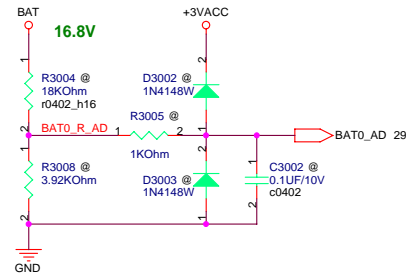 BAT
+3VACC
16.8V
1
2
R3004 @
18KOhm
r0402_h16
D3002 @
1N4148W
R3005 @
2
BAT0_R_AD
1
2
1
BAT0_AD 29
1
R3008 @
3.92KOhm
1KOhm
2
D3003 @
1N4148W
1
C3002 @
0.1UF/10V
c0402
2
2
1
GND